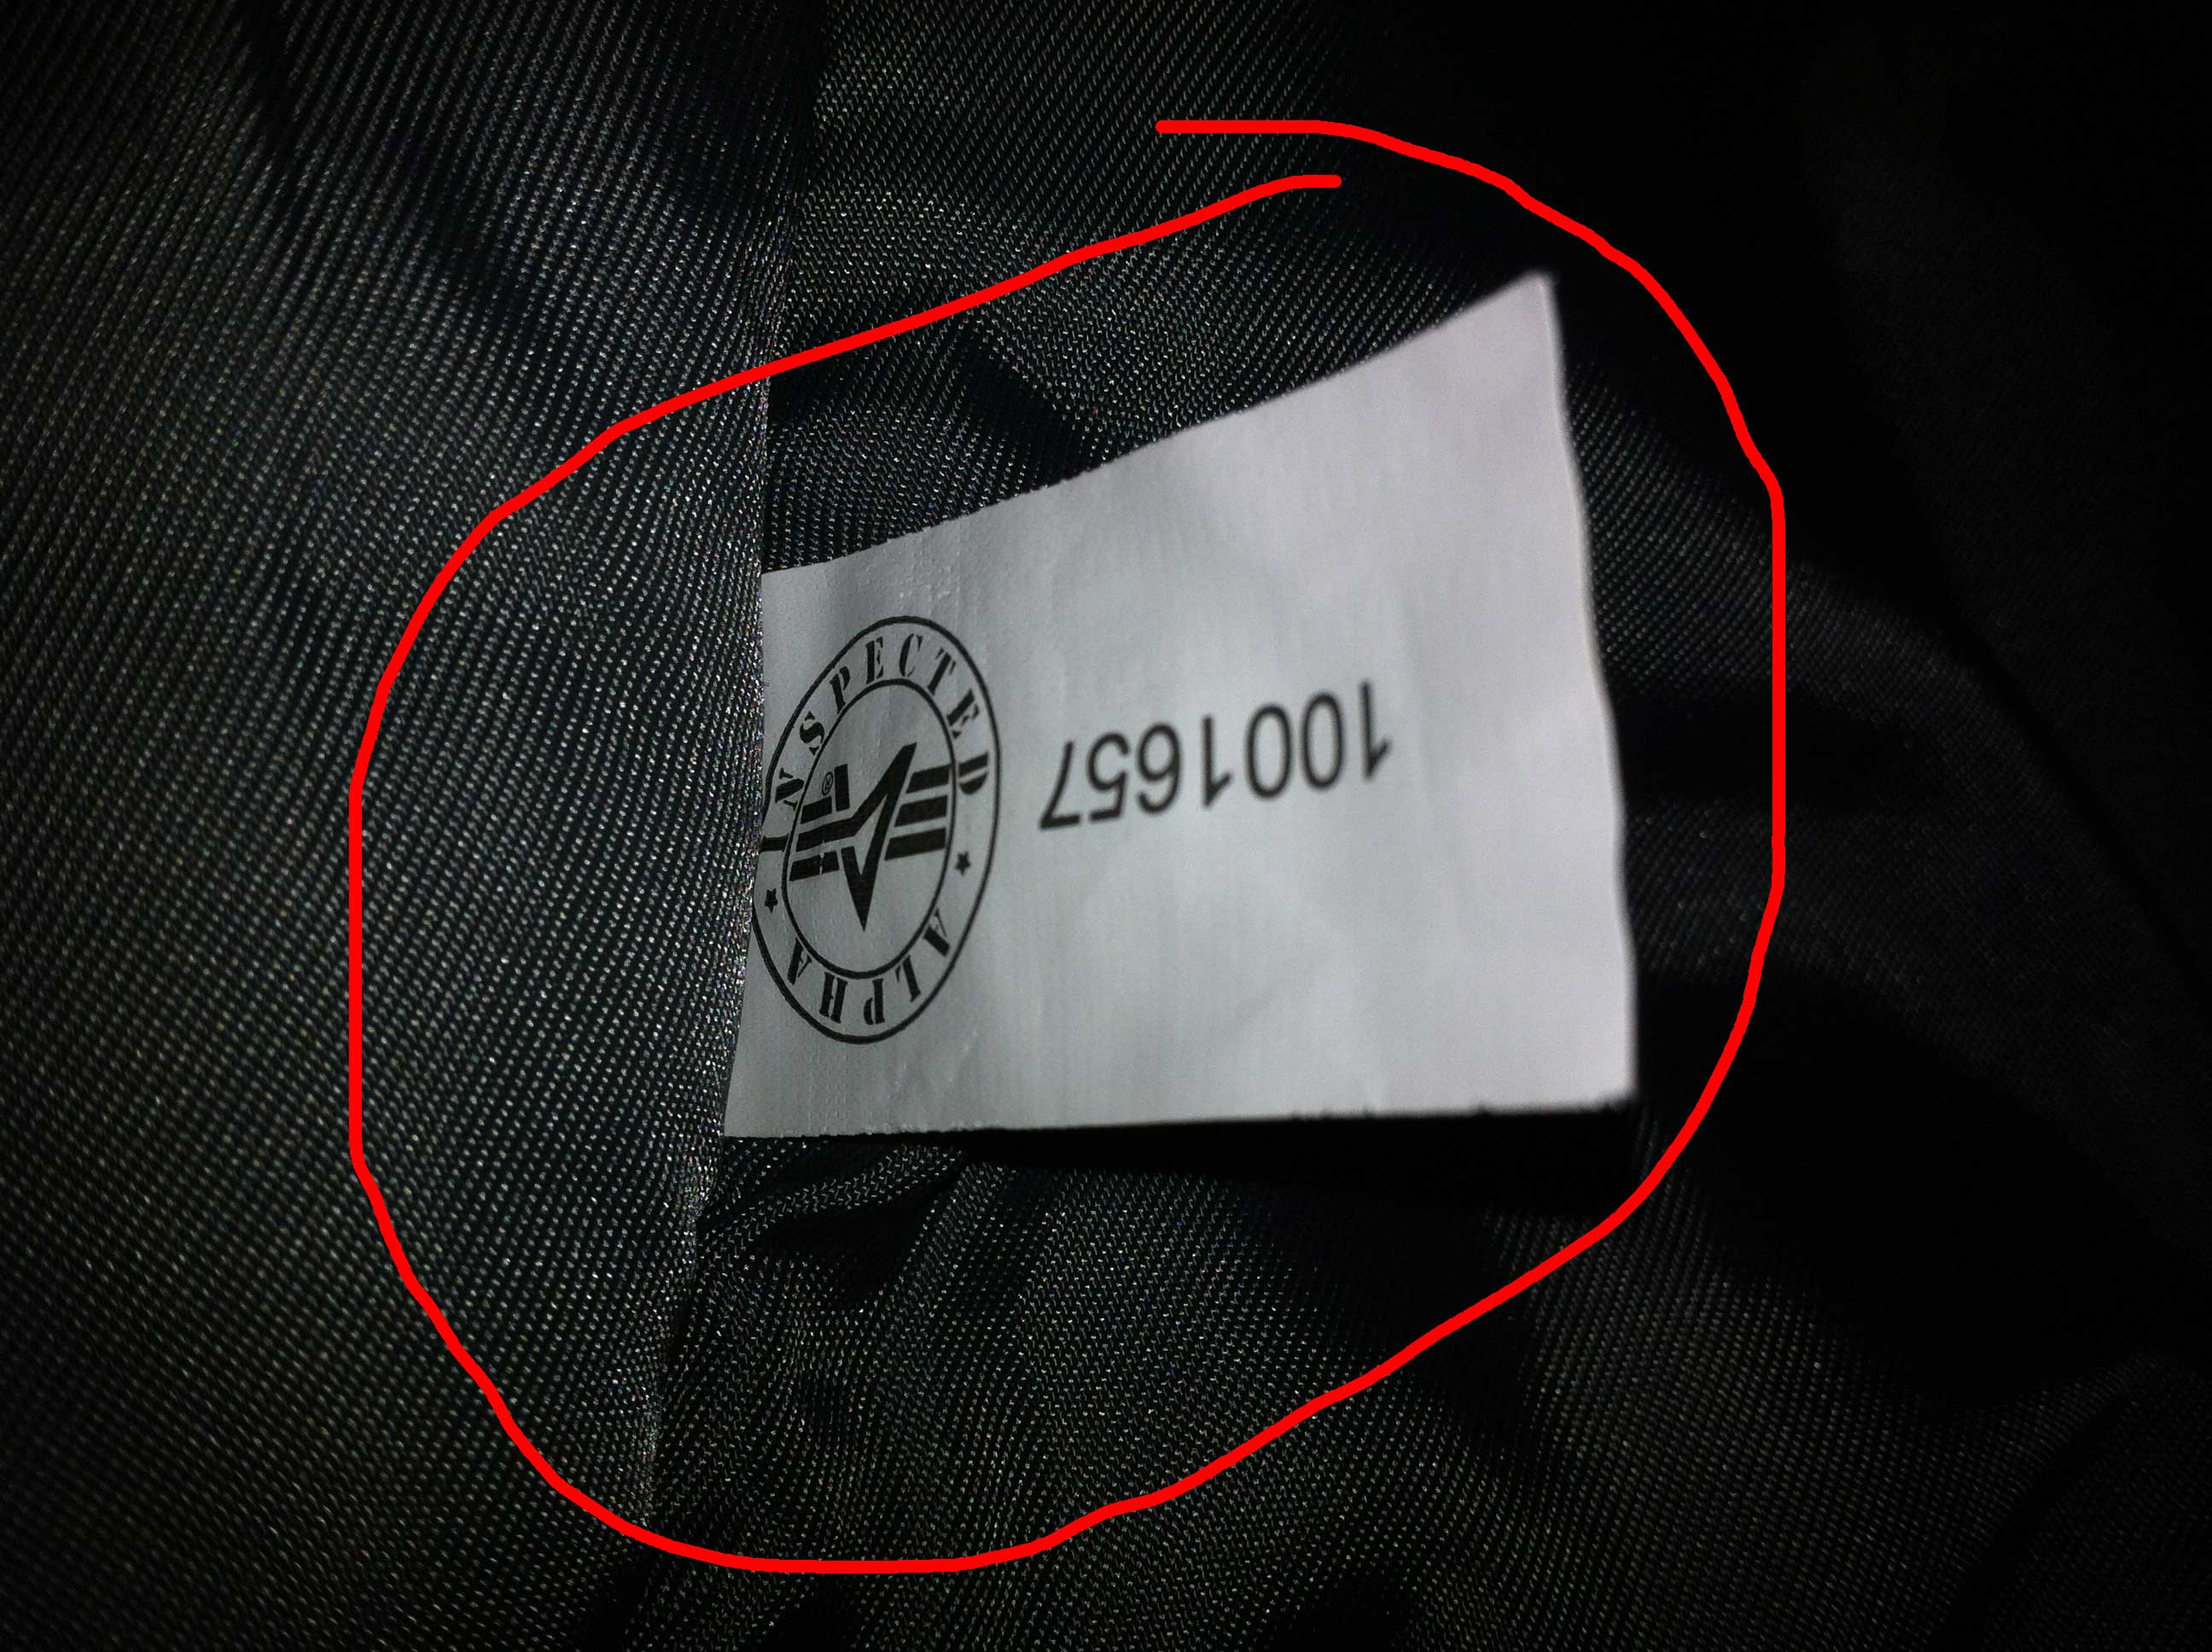 INSPECTED
ALPHA
®
1001657